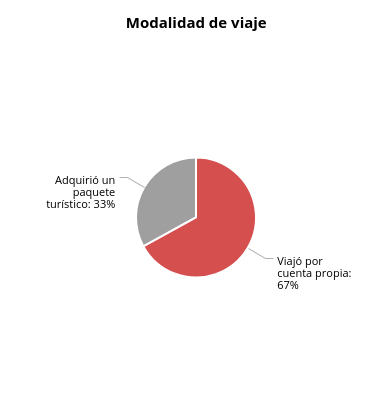 Modalidad de viaje
Adquirió un
paquete
turístico: 33%
Viajó por
cuenta propia:
67%